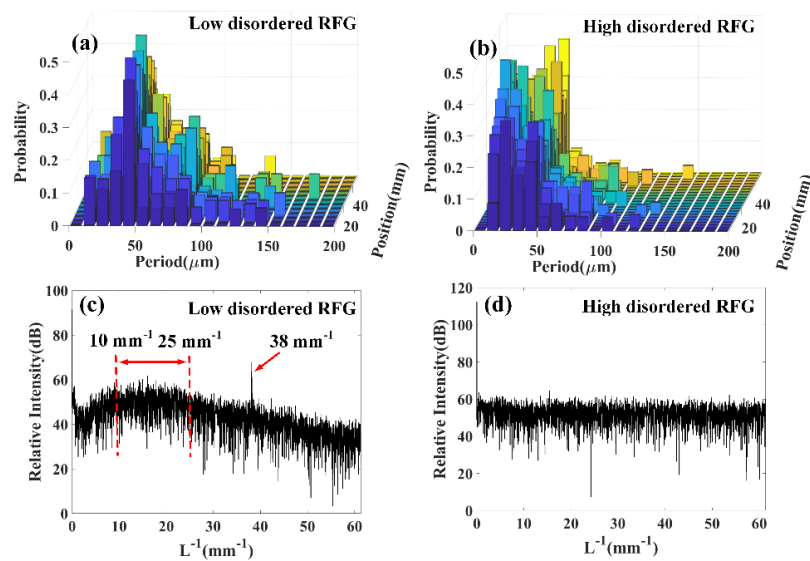 (a)
Low disordered RFG
0.5
0.4
0.3
0.2
0.1
0
Probability
0
50
100
150
200
Period(μm)
20
40
Position(mm)
(b)
High disordered RFG
0.5
0.4
0.3
0.2
0.1
0
Probability
0
50
100
150
200
Period(μm)
20
40
Position(mm)
(c)
Low disordered RFG
10 mm⁻¹
25 mm⁻¹
38 mm⁻¹
100
80
60
40
20
0
Relative Intensity(dB)
0
10
20
30
40
50
60
L⁻¹(mm⁻¹)
(d)
High disordered RFG
120
100
80
60
40
20
0
Relative Intensity(dB)
0
10
20
30
40
50
60
L⁻¹(mm⁻¹)